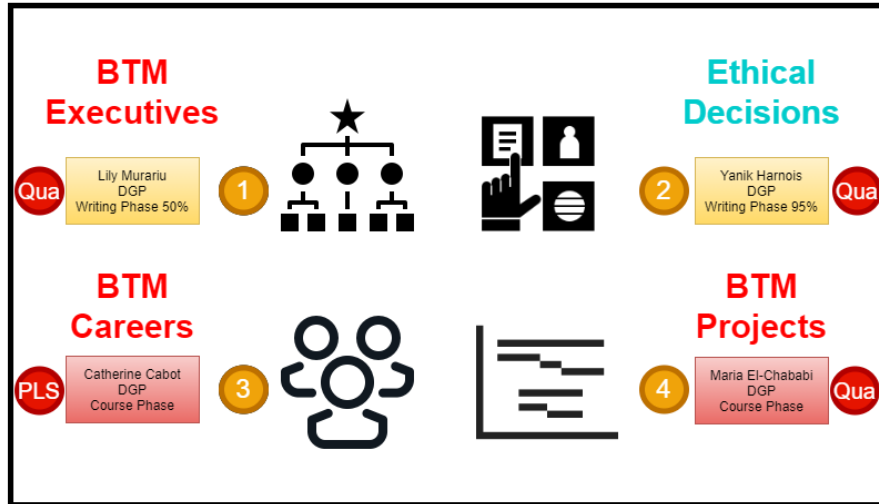 BTM
Executives
Qua
Lily Murariu
DGP
Writing Phase 50%
1
Ethical
Decisions
2
Yanik Harnois
DGP
Writing Phase 95%
Qua
BTM
Careers
PLS
Catherine Cabot
DGP
Course Phase
3
BTM
Projects
4
Maria El-Chababi
DGP
Course Phase
Qua